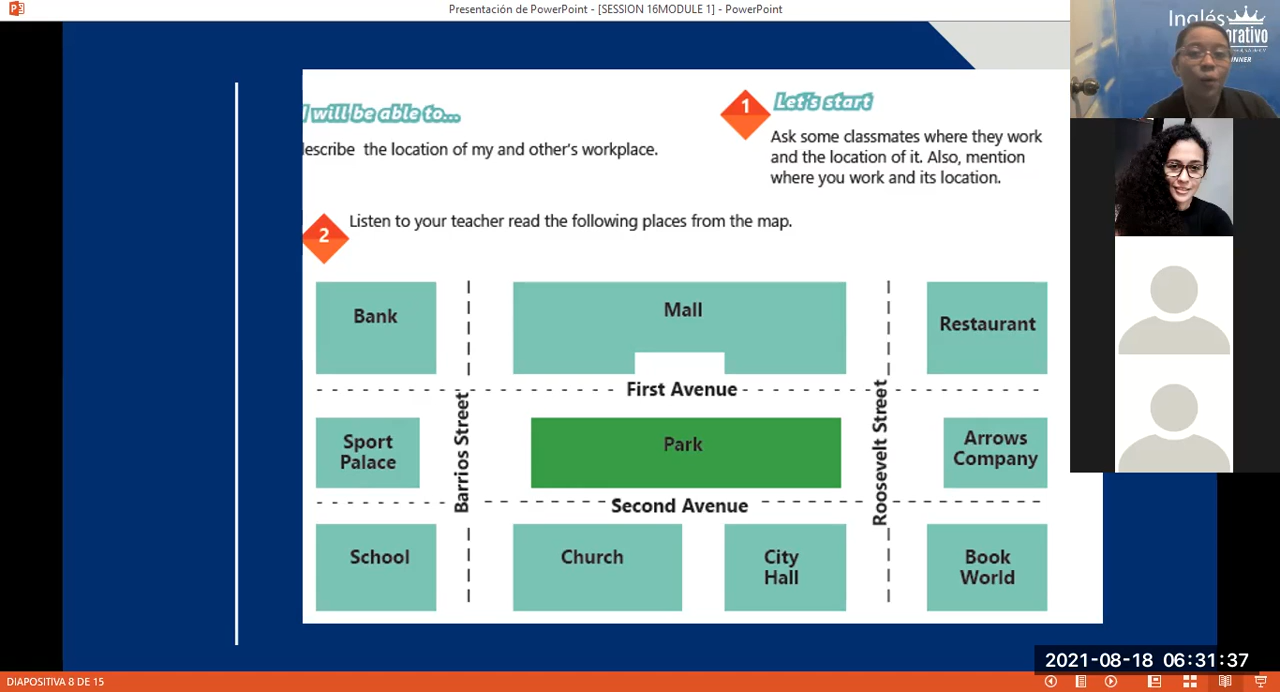 Presentación de PowerPoint - [SESSION 16MODULE 1] - PowerPoint
Inglés
NNER
I will be able to...
escribe the location of my and other's workplace.
1
Let's start
Ask some classmates where they work
and the location of it. Also, mention
where you work and its location.
2
Listen to your teacher read the following places from the map.
Bank
Mall
Restaurant
First Avenue
Barrios Street
Roosevelt Street
Sport
Palace
Park
Arrows
Company
Second Avenue
School
Church
City
Hall
Book
World
2021-08-18 06:31:37
DIAPOSITIVA 8 DE 15